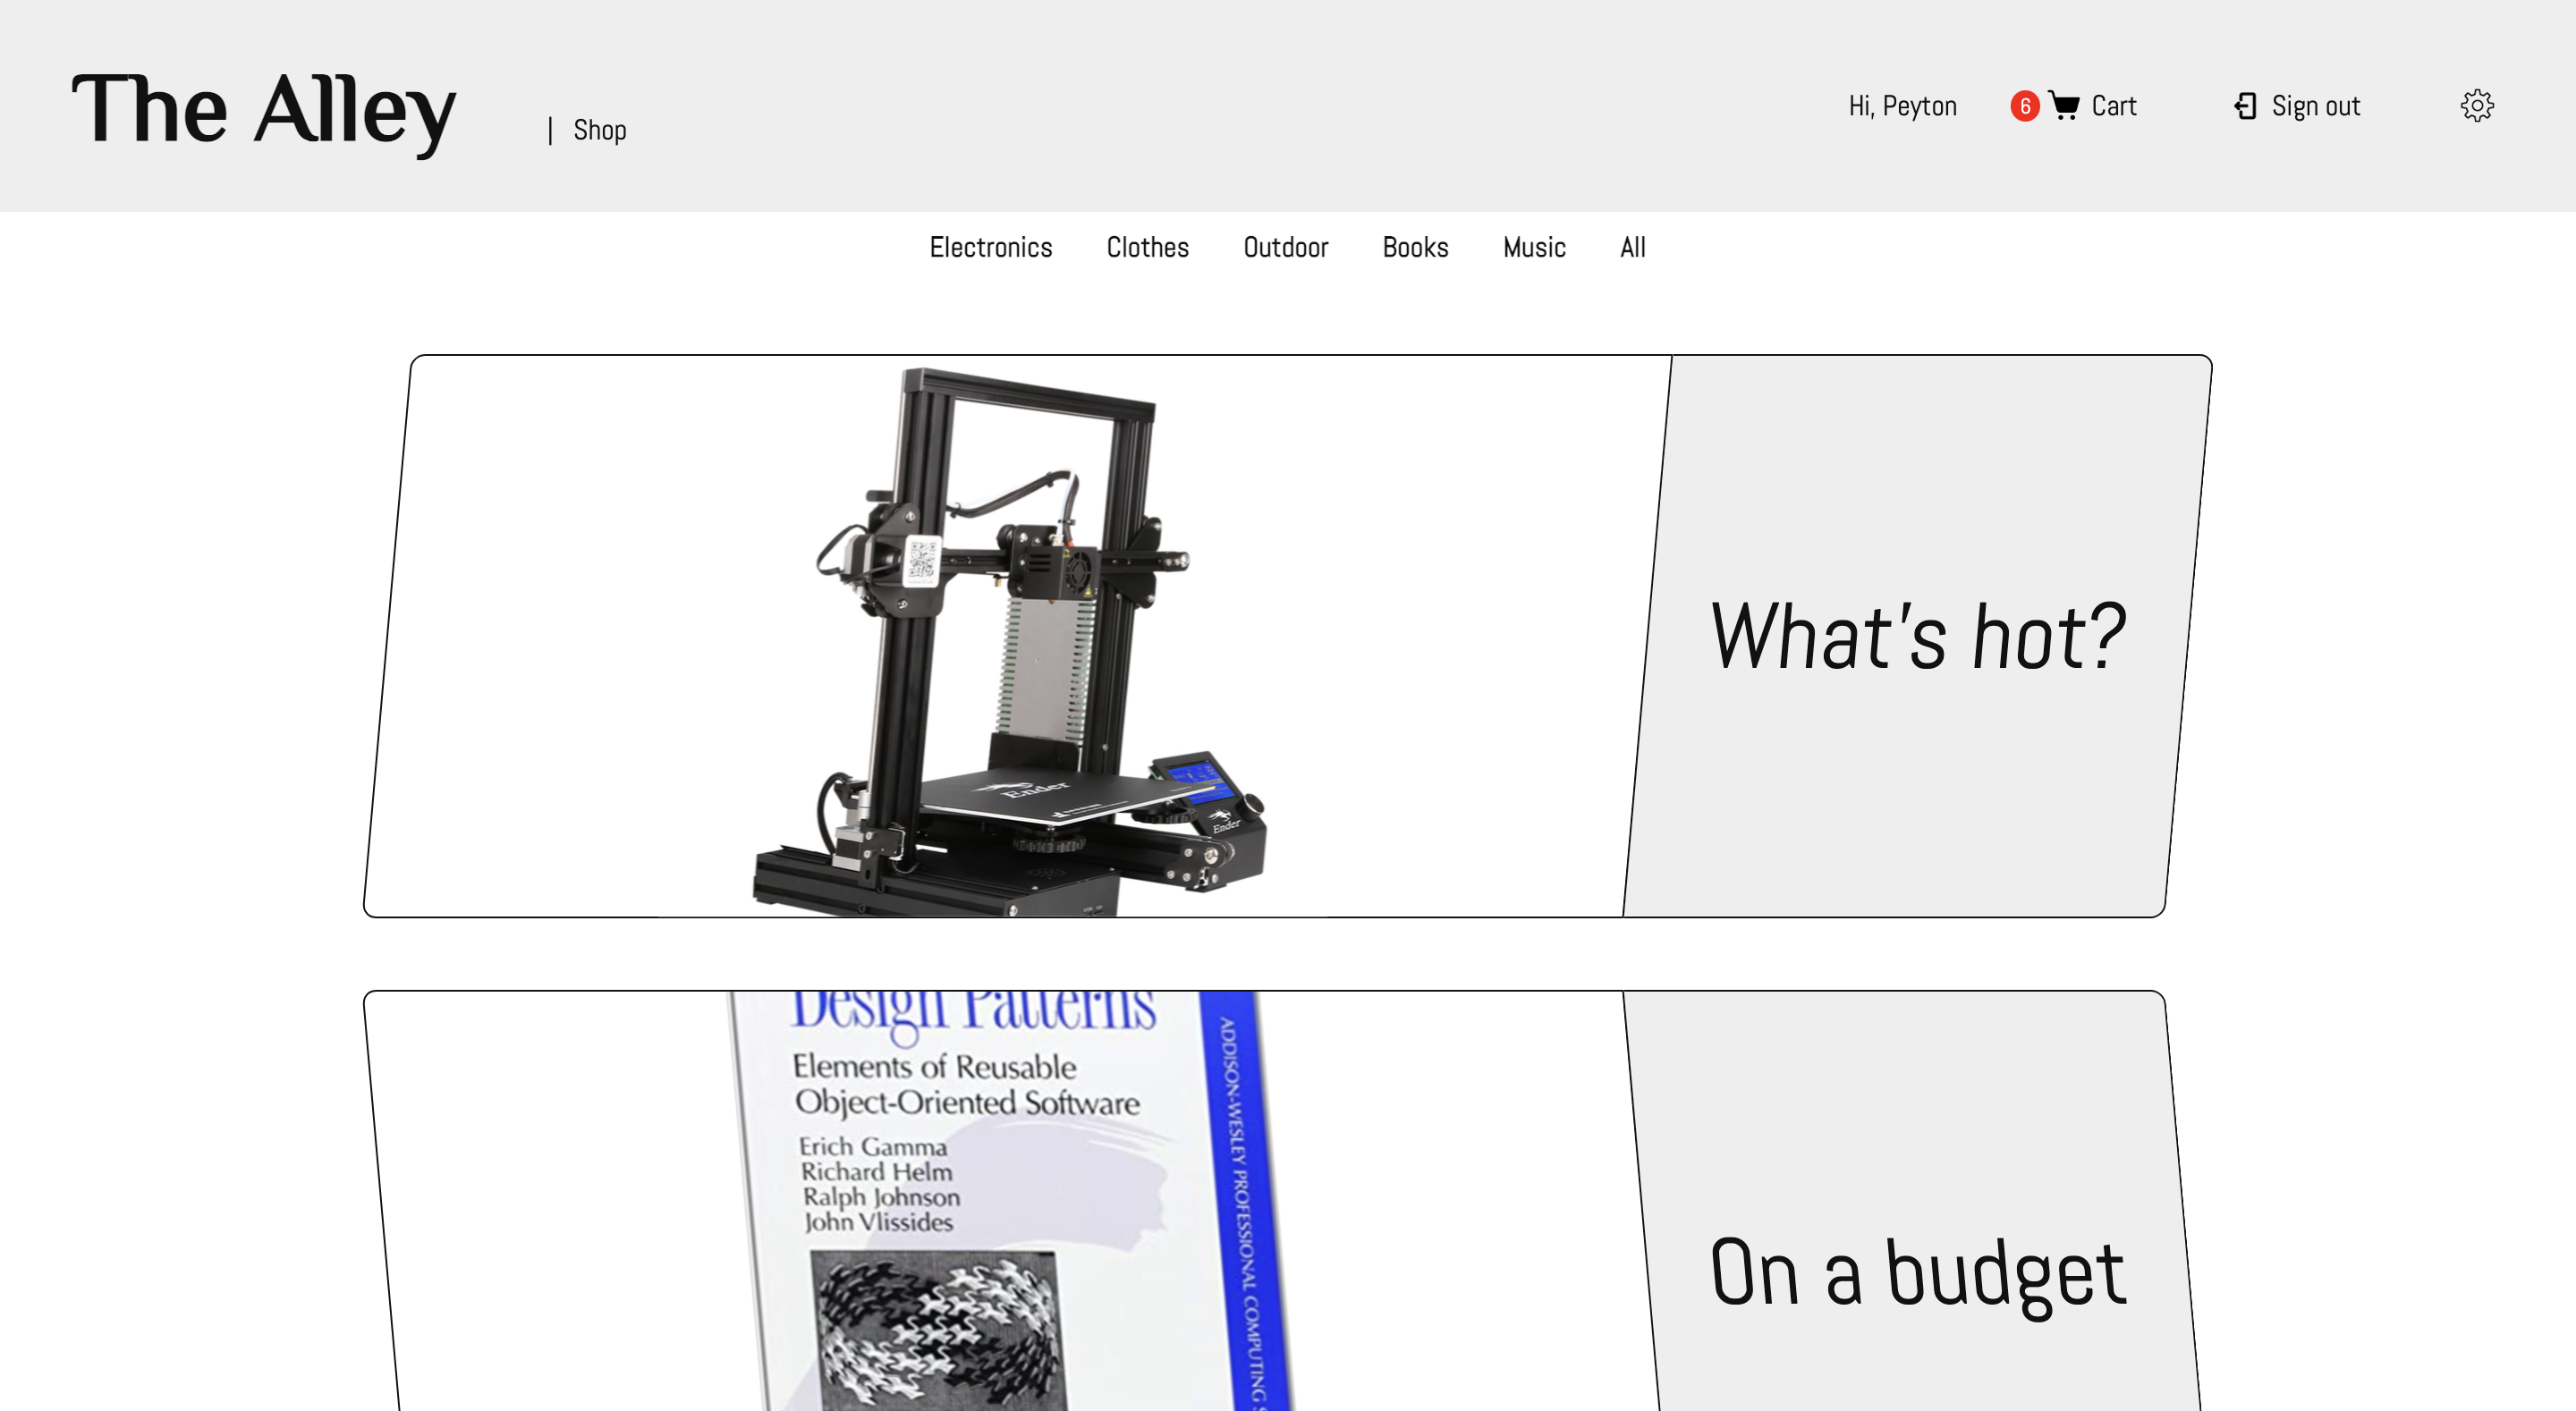 The Alley
| Shop
Hi, Peyton
6
Cart
Sign out
Electronics
Clothes
Outdoor
Books
Music
All
Ender
Ender
What's hot?
Design Patterns
Elements of Reusable
Object-Oriented Software
Erich Gamma
Richard Helm
Ralph Johnson
John Vlissides
ADDISON-WESLEY PROFESSIONAL COMPUTING
On a budget